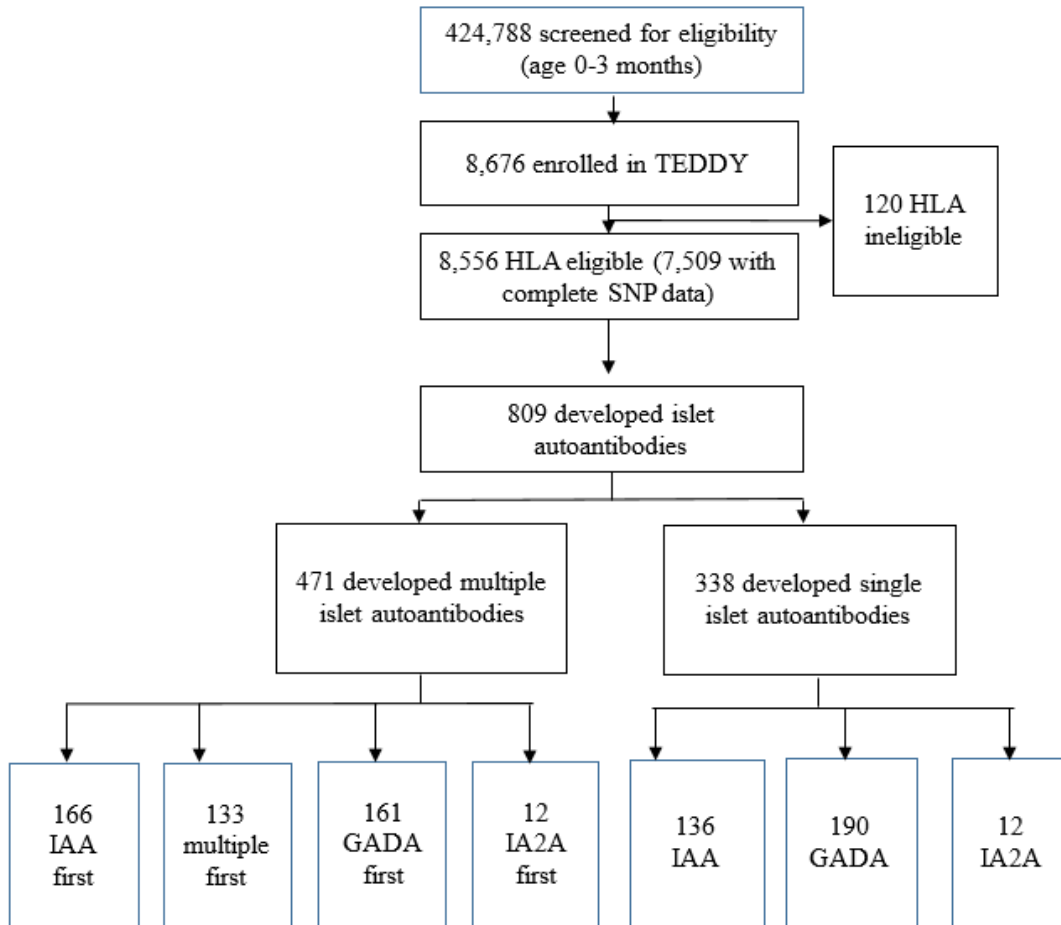 424,788 screened for eligibility
(age 0-3 months)
8,676 enrolled in TEDDY
120 HLA
ineligible
8,556 HLA eligible (7,509 with
complete SNP data)
809 developed islet
autoantibodies
471 developed multiple
islet autoantibodies
338 developed single
islet autoantibodies
166
IAA
first
133
multiple
first
161
GADA
first
12
IA2A
first
136
IAA
190
GADA
12
IA2A